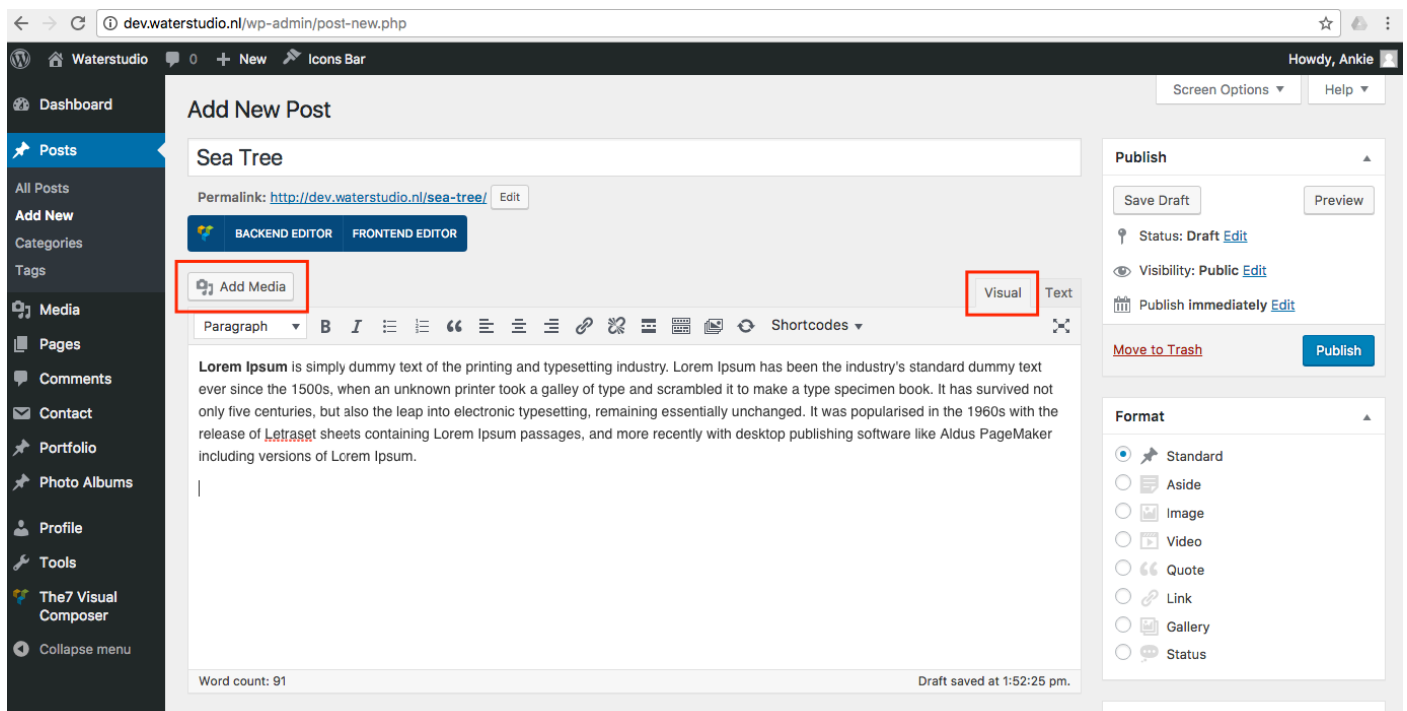 dev.waterstudio.nl/wp-admin/post-new.php
Waterstudio 0 + New Icons Bar Howdy, Ankie
Screen Options ▼ Help ▼
Dashboard
Posts
All Posts
Add New
Categories
Tags
Media
Pages
Comments
Contact
Portfolio
Photo Albums
Profile
Tools
The7 Visual
Composer
Collapse menu
Add New Post
Sea Tree
Permalink: http://dev.waterstudio.nl/sea-tree/ Edit
BACKEND EDITOR FRONTEND EDITOR
Add Media
Visual Text
Paragraph ▼ B I Shortcodes ▼
Lorem Ipsum is simply dummy text of the printing and typesetting industry. Lorem Ipsum has been the industry's standard dummy text
ever since the 1500s, when an unknown printer took a galley of type and scrambled it to make a type specimen book. It has survived not
only five centuries, but also the leap into electronic typesetting, remaining essentially unchanged. It was popularised in the 1960s with the
release of Letraset sheets containing Lorem Ipsum passages, and more recently with desktop publishing software like Aldus PageMaker
including versions of Lorem Ipsum.
Word count: 91 Draft saved at 1:52:25 pm.
Publish
Save Draft Preview
Status: Draft Edit
Visibility: Public Edit
Publish immediately Edit
Move to Trash Publish
Format
Standard
Aside
Image
Video
Quote
Link
Gallery
Status